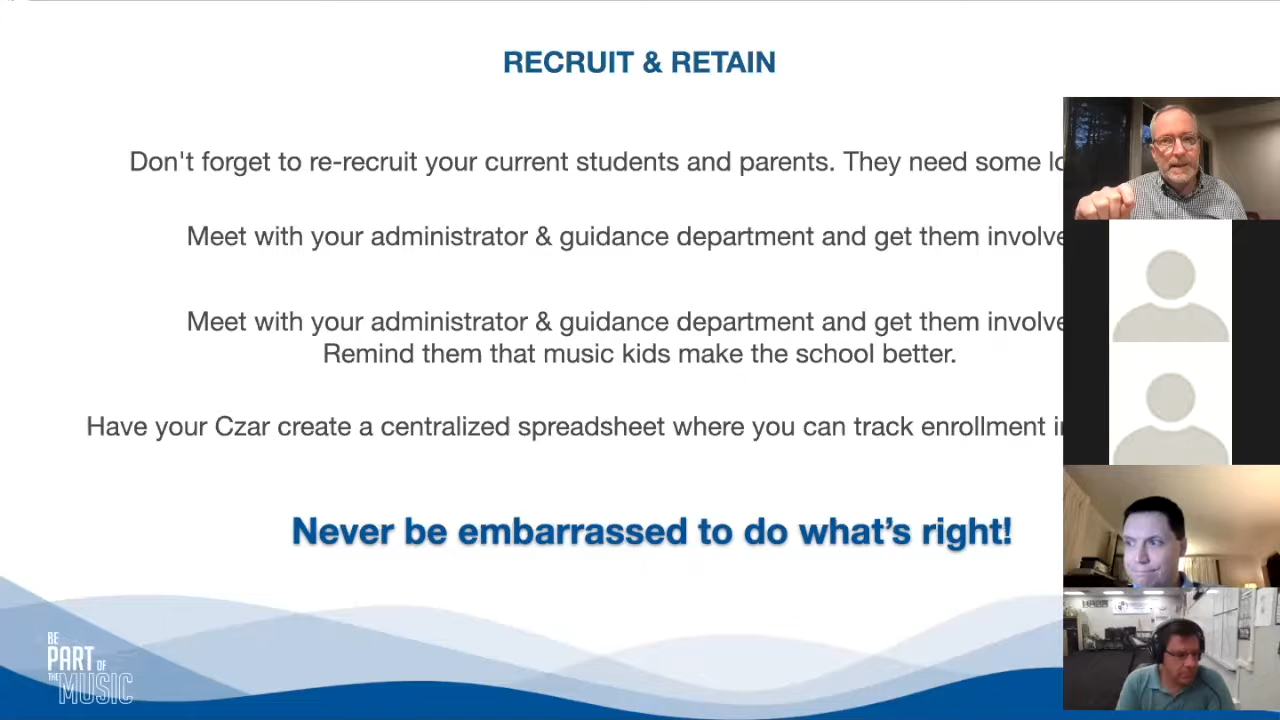 RECRUIT & RETAIN
Don't forget to re-recruit your current students and parents. They need some lo
Meet with your administrator & guidance department and get them involve
Meet with your administrator & guidance department and get them involve
Remind them that music kids make the school better.
Have your Czar create a centralized spreadsheet where you can track enrollment i
Never be embarrassed to do what's right!
BE
PART OF
THE MUSIC